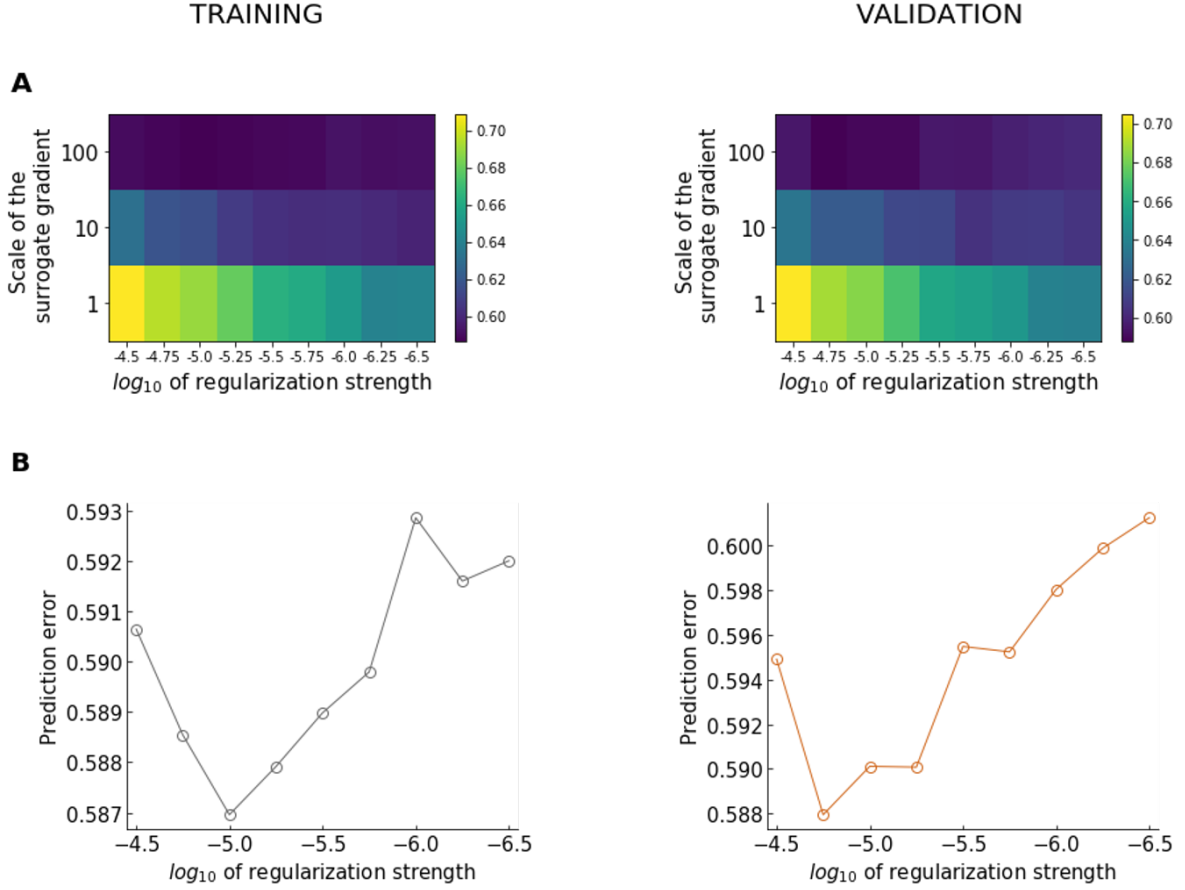 TRAINING
VALIDATION
A
Scale of the
surrogate gradient
100
10
1
-4.5 -4.75 -5.0 -5.25 -5.5 -5.75 -6.0 -6.25 -6.5
log10 of regularization strength
0.70
0.68
0.66
0.64
0.62
0.60
Scale of the
surrogate gradient
100
10
1
-4.5 -4.75 -5.0 -5.25 -5.5 -5.75 -6.0 -6.25 -6.5
log10 of regularization strength
0.70
0.68
0.66
0.64
0.62
0.60
B
Prediction error
0.593
0.592
0.591
0.590
0.589
0.588
0.587
−4.5 −5.0 −5.5 −6.0 −6.5
log10 of regularization strength
Prediction error
0.600
0.598
0.596
0.594
0.592
0.590
0.588
−4.5 −5.0 −5.5 −6.0 −6.5
log10 of regularization strength